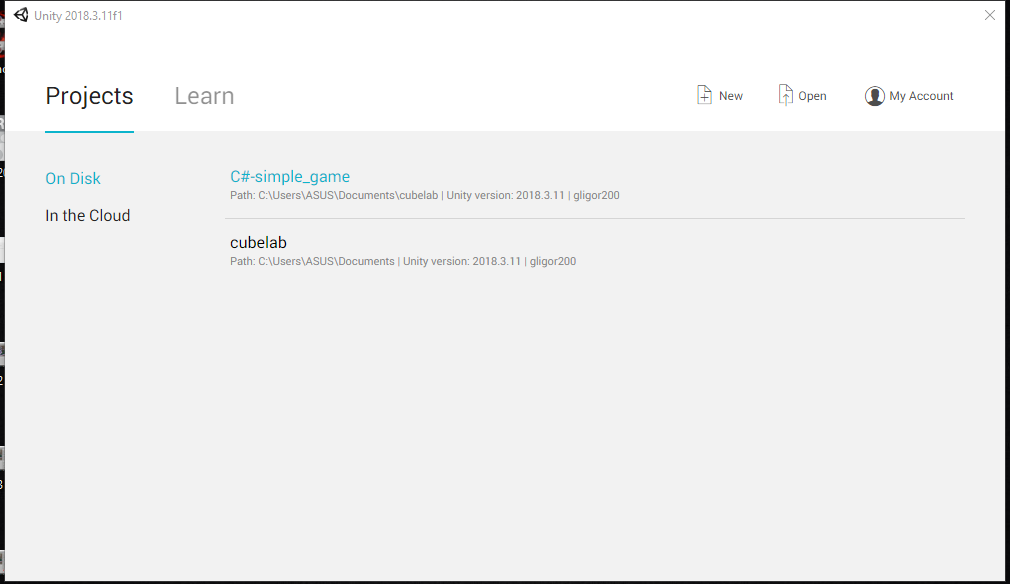 Unity 2018.3.11f1
Projects
Learn
New
Open
My Account
On Disk
In the Cloud
C#-simple_game
Path: C:\Users\ASUS\Documents\cubelab | Unity version: 2018.3.11 | gligor200
cubelab
Path: C:\Users\ASUS\Documents | Unity version: 2018.3.11 | gligor200